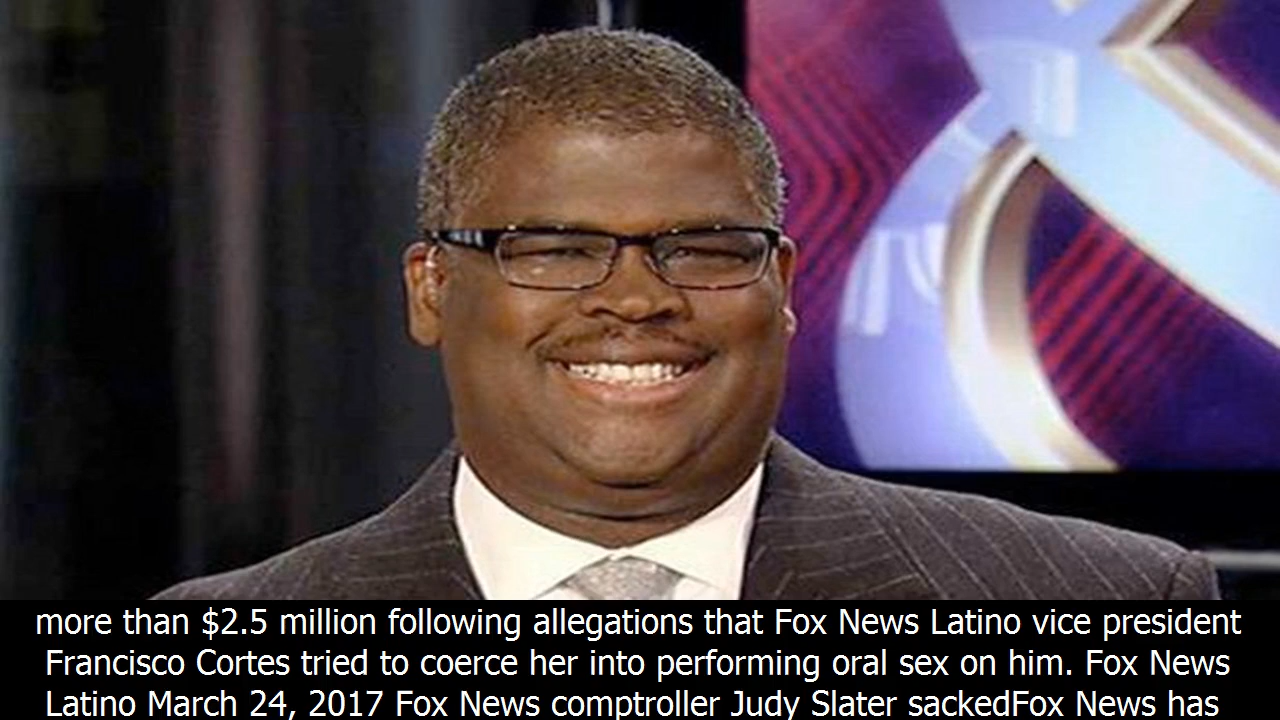 more than $2.5 million following allegations that Fox News Latino vice president
Francisco Cortes tried to coerce her into performing oral sex on him. Fox News
Latino March 24, 2017 Fox News comptroller Judy Slater sackedFox News has